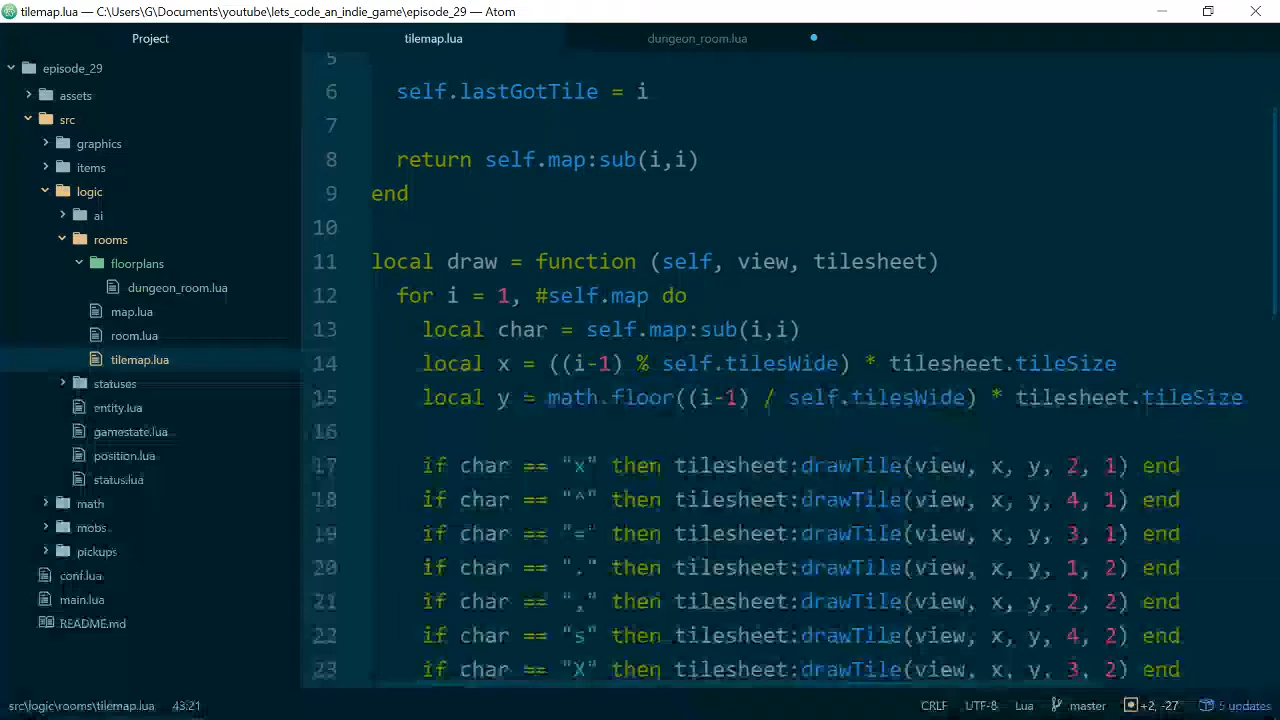 tilemap.lua — C:\Users\G\Documents\youtube\lets_code_an_indie_game\episode_29 — Atom
Project
tilemap.lua
dungeon_room.lua
episode_29
assets
src
graphics
items
logic
ai
rooms
floorplans
dungeon_room.lua
map.lua
room.lua
tilemap.lua
statuses
entity.lua
gamestate.lua
position.lua
status.lua
math
mobs
pickups
conf.lua
main.lua
README.md
5
6 self.lastGotTile = i
7
8 return self.map:sub(i,i)
9 end
10
11 local draw = function (self, view, tilesheet)
12 for i = 1, #self.map do
13 local char = self.map:sub(i,i)
14 local x = ((i-1) % self.tilesWide) * tilesheet.tileSize
15 local y = math.floor((i-1) / self.tilesWide) * tilesheet.tileSize
16
17 if char == "x" then tilesheet:drawTile(view, x, y, 2, 1) end
18 if char == "^" then tilesheet:drawTile(view, x, y, 4, 1) end
19 if char == "=" then tilesheet:drawTile(view, x, y, 3, 1) end
20 if char == "." then tilesheet:drawTile(view, x, y, 1, 2) end
21 if char == "," then tilesheet:drawTile(view, x, y, 2, 2) end
22 if char == "s" then tilesheet:drawTile(view, x, y, 4, 2) end
23 if char == "X" then tilesheet:drawTile(view, x, y, 3, 2) end
src\logic\rooms\tilemap.lua 43:21 CRLF UTF-8 Lua master +2, -27 5 updates